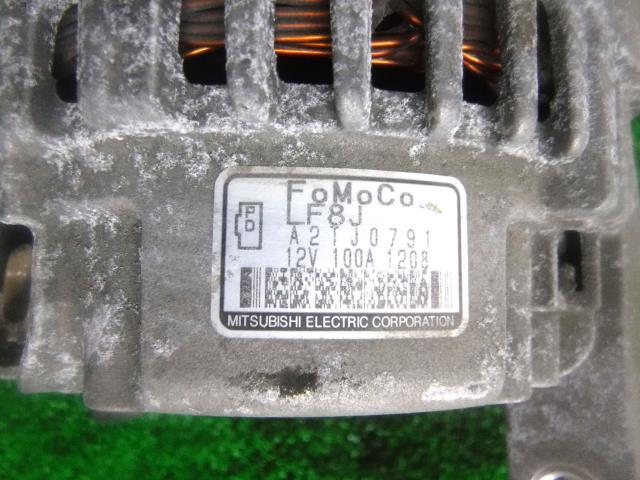 FoMoCo
LF8J
P
D
A2TJ0791
12V 100A 1208
MITSUBISHI ELECTRIC CORPORATION